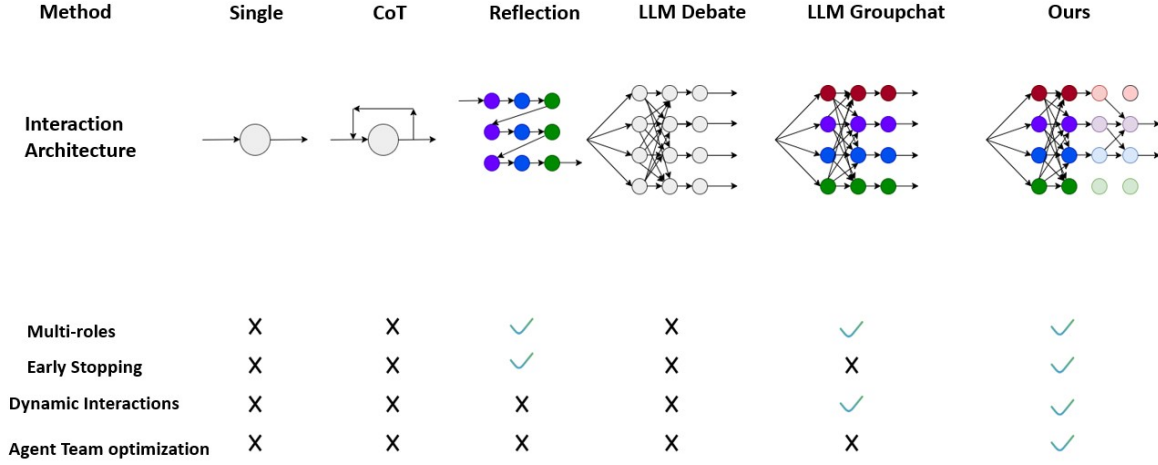 Method Single CoT Reflection LLM Debate LLM Groupchat Ours
Interaction
Architecture
Multi-roles X X ✓ X ✓ ✓
Early Stopping X X ✓ X X ✓
Dynamic Interactions X X X X ✓ ✓
Agent Team optimization X X X X X ✓